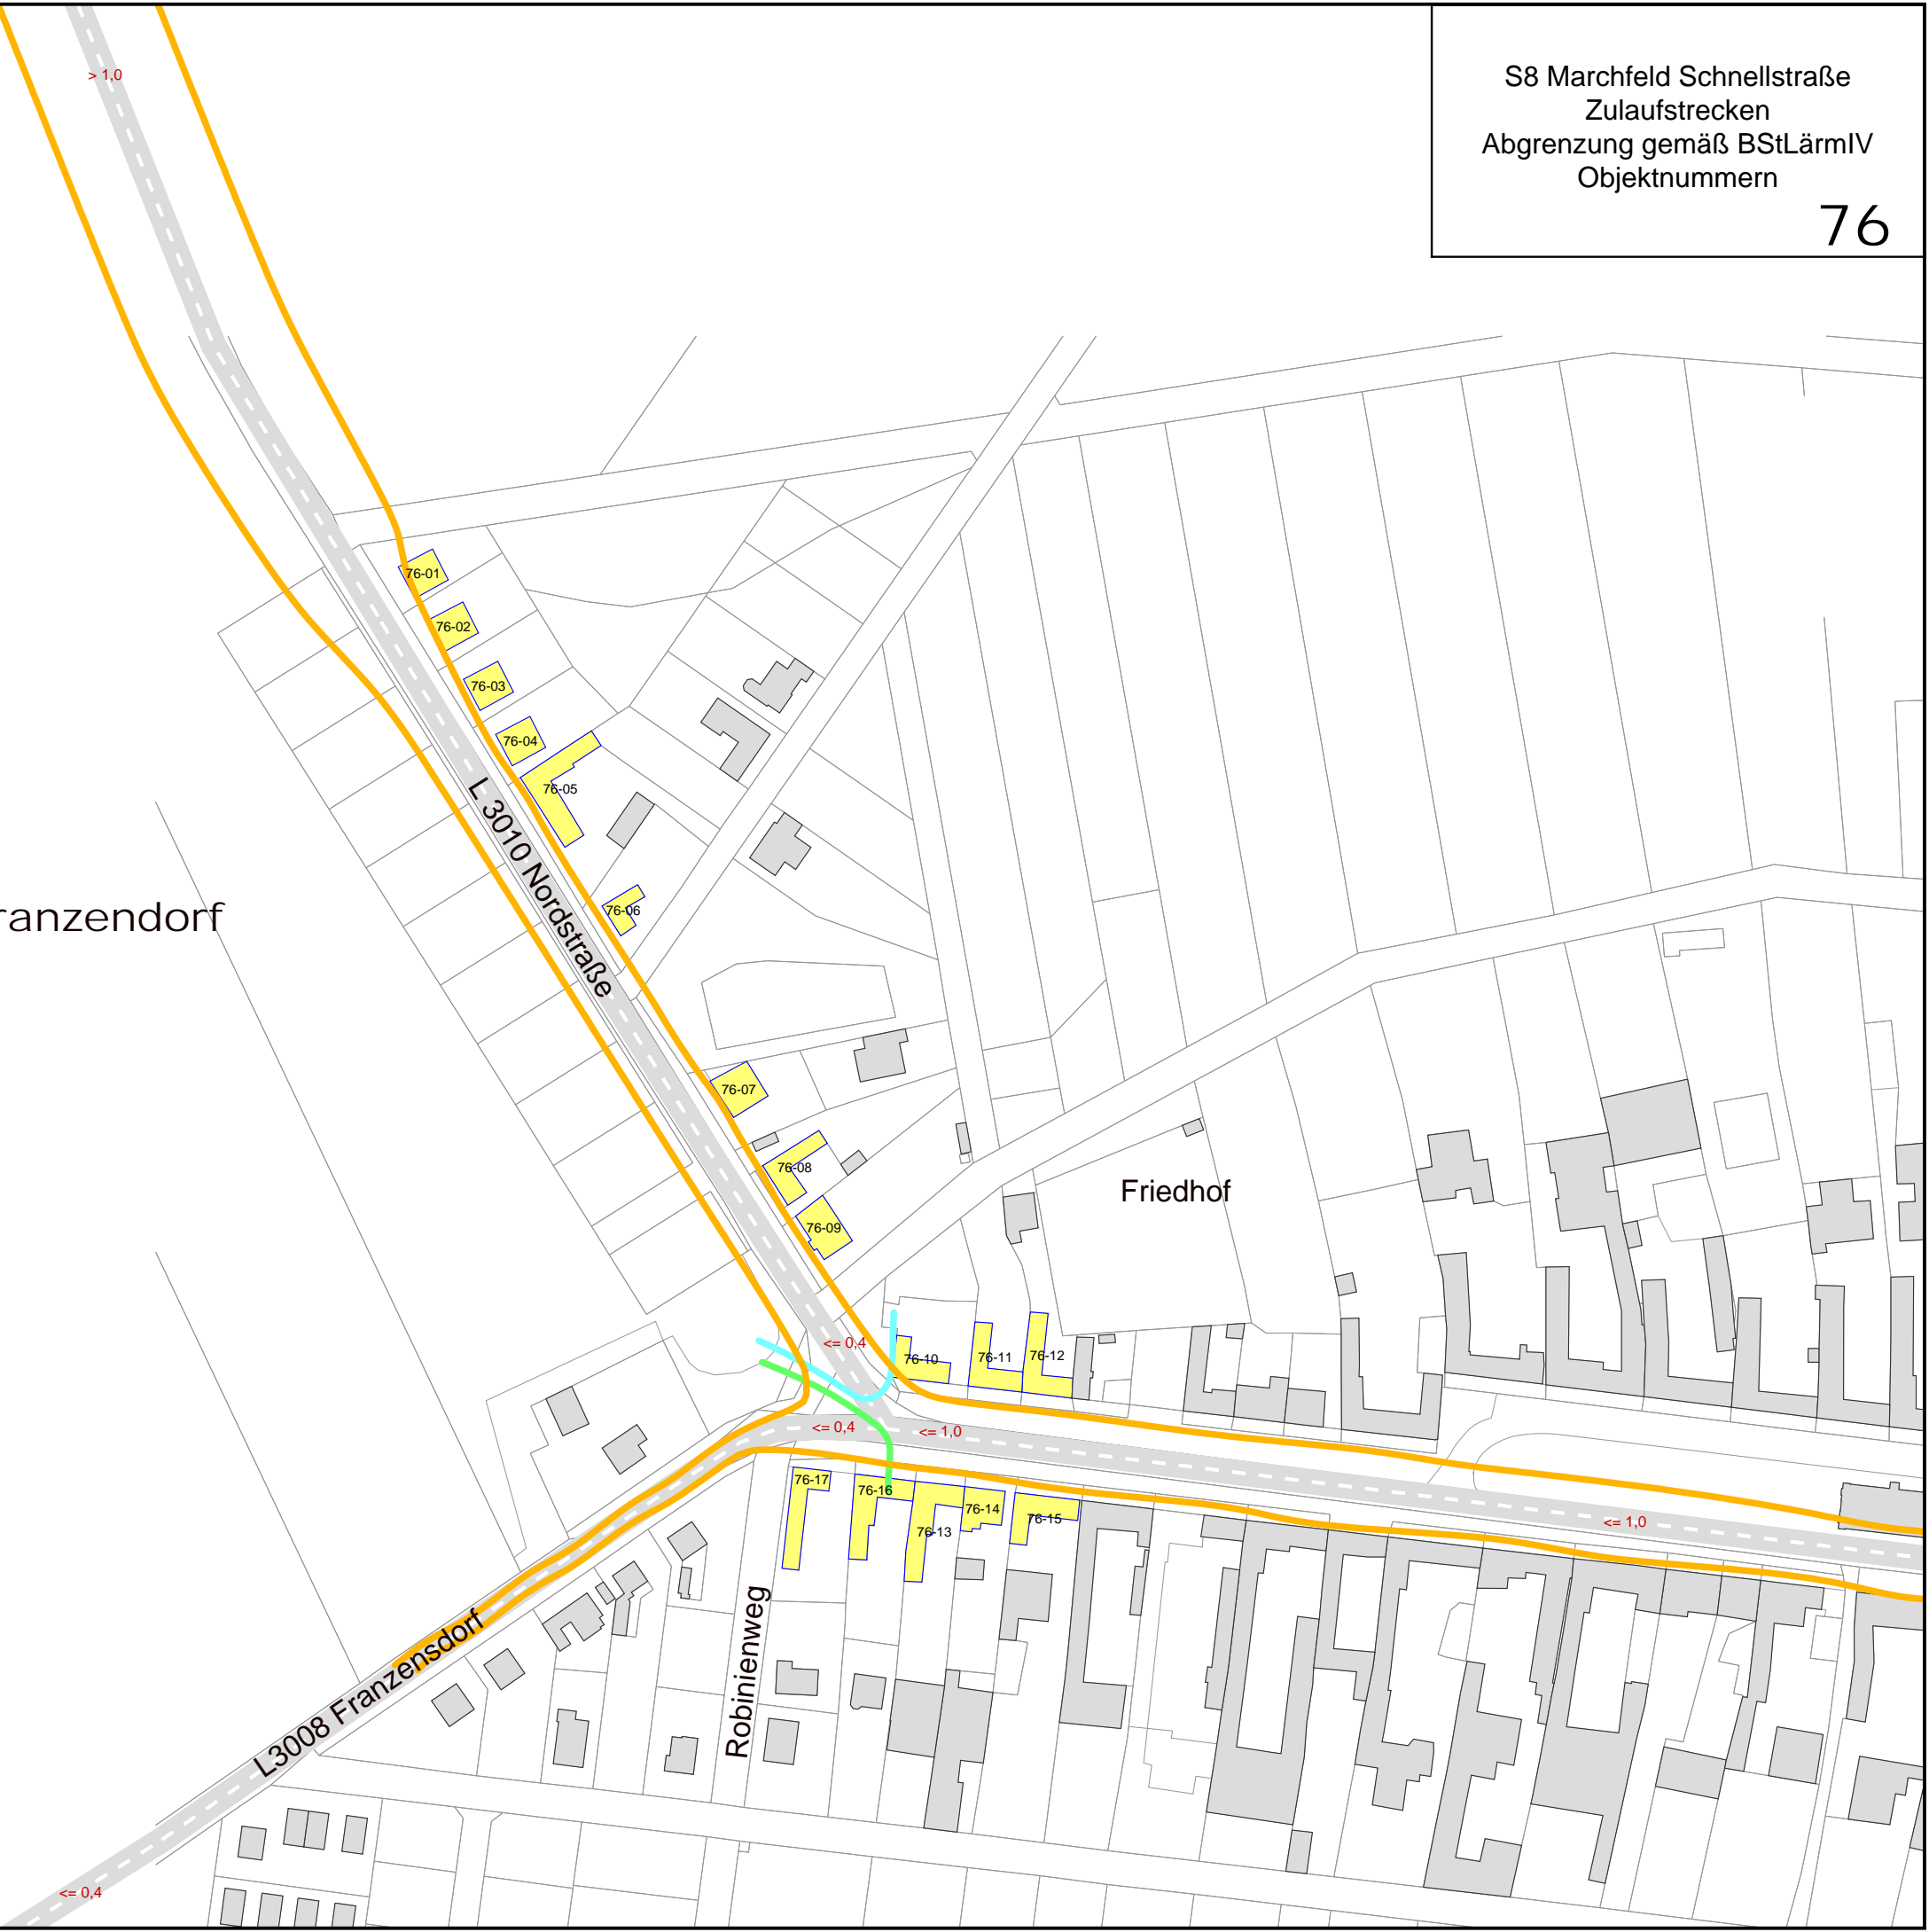 S8 Marchfeld Schnellstraße
Zulaufstrecken
Abgrenzung gemäß BStLärmIV
Objektnummern
76
> 1,0
76-01
76-02
76-03
76-04
76-05
L 3010 Nordstraße
76-06
ranzendorf
76-07
76-08
76-09
Friedhof
<= 0,4
76-10
76-11
76-12
<= 0,4
<= 1,0
76-17
76-16
76-13
76-14
76-15
<= 1,0
Robinienweg
L3008 Franzensdorf
<= 0,4